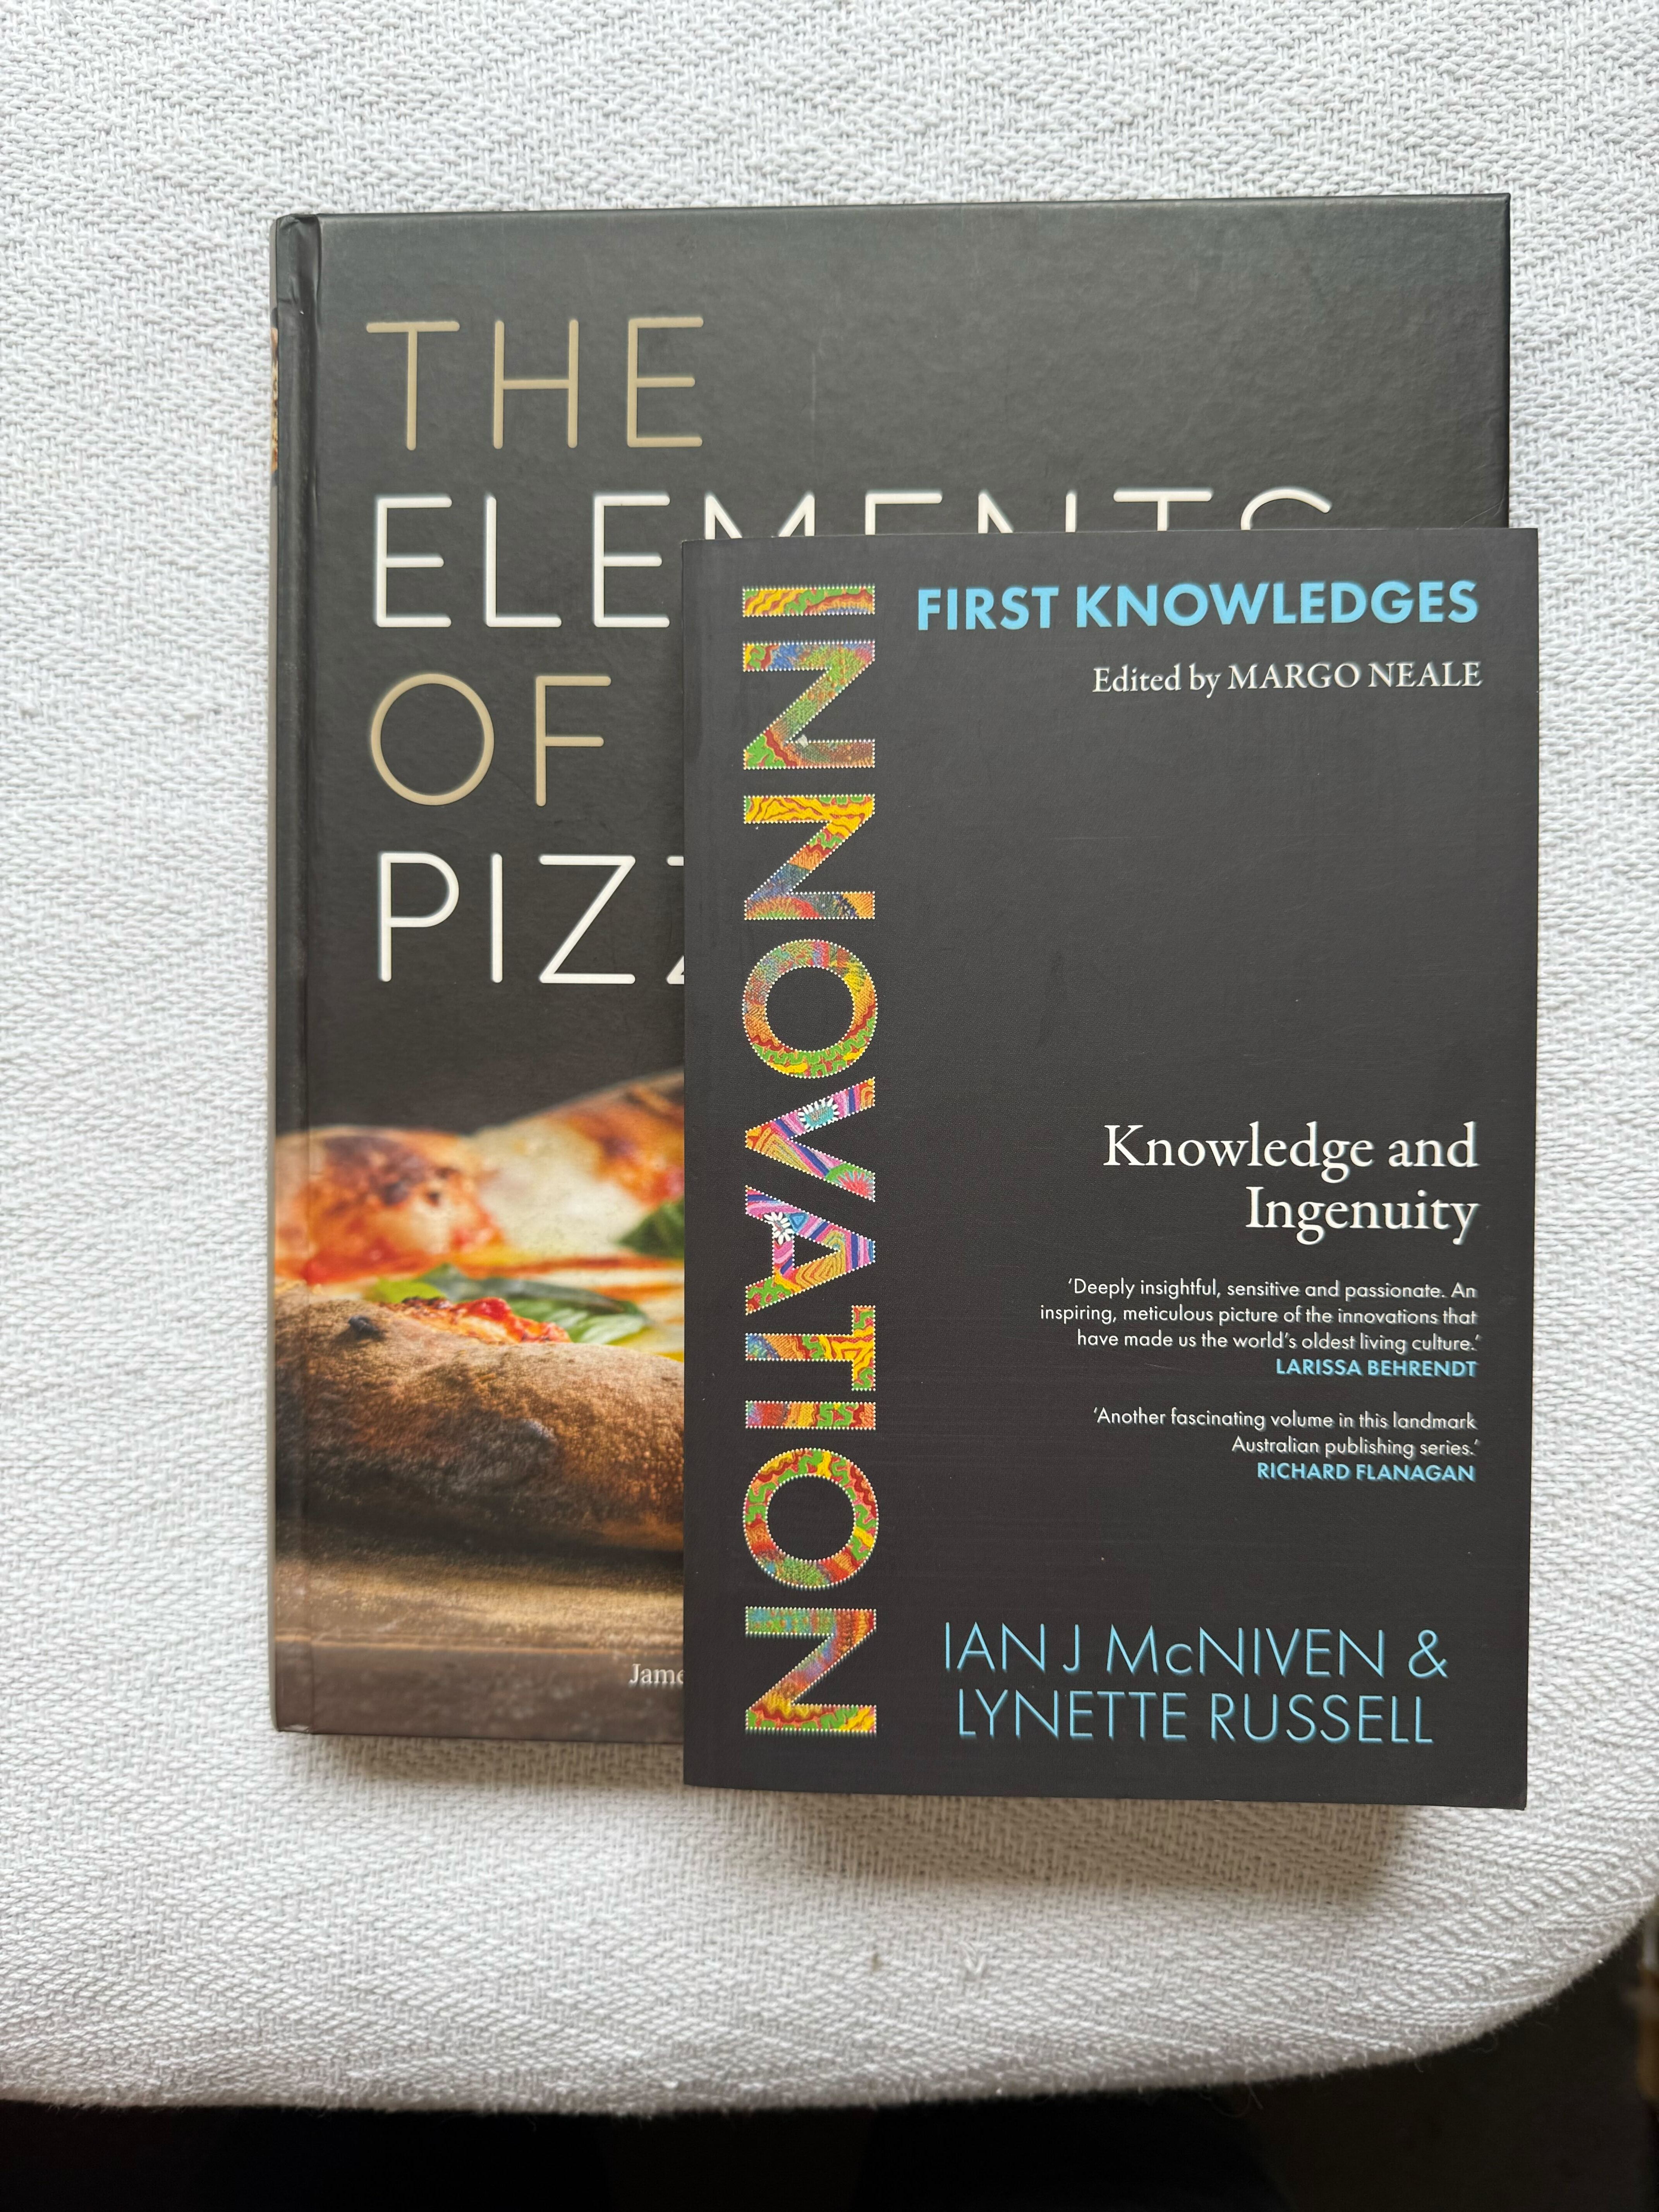 THE
ELEMENTS
OF
PIZZ
Jame
INNOVATION
FIRST KNOWLEDGES
Edited by MARGO NEALE
Knowledge and
Ingenuity
'Deeply insightful, sensitive and passionate. An
inspiring, meticulous picture of the innovations that
have made us the world's oldest living culture.'
LARISSA BEHRENDT
'Another fascinating volume in this landmark
Australian publishing series.'
RICHARD FLANAGAN
IAN J McNIVEN &
LYNETTE RUSSELL